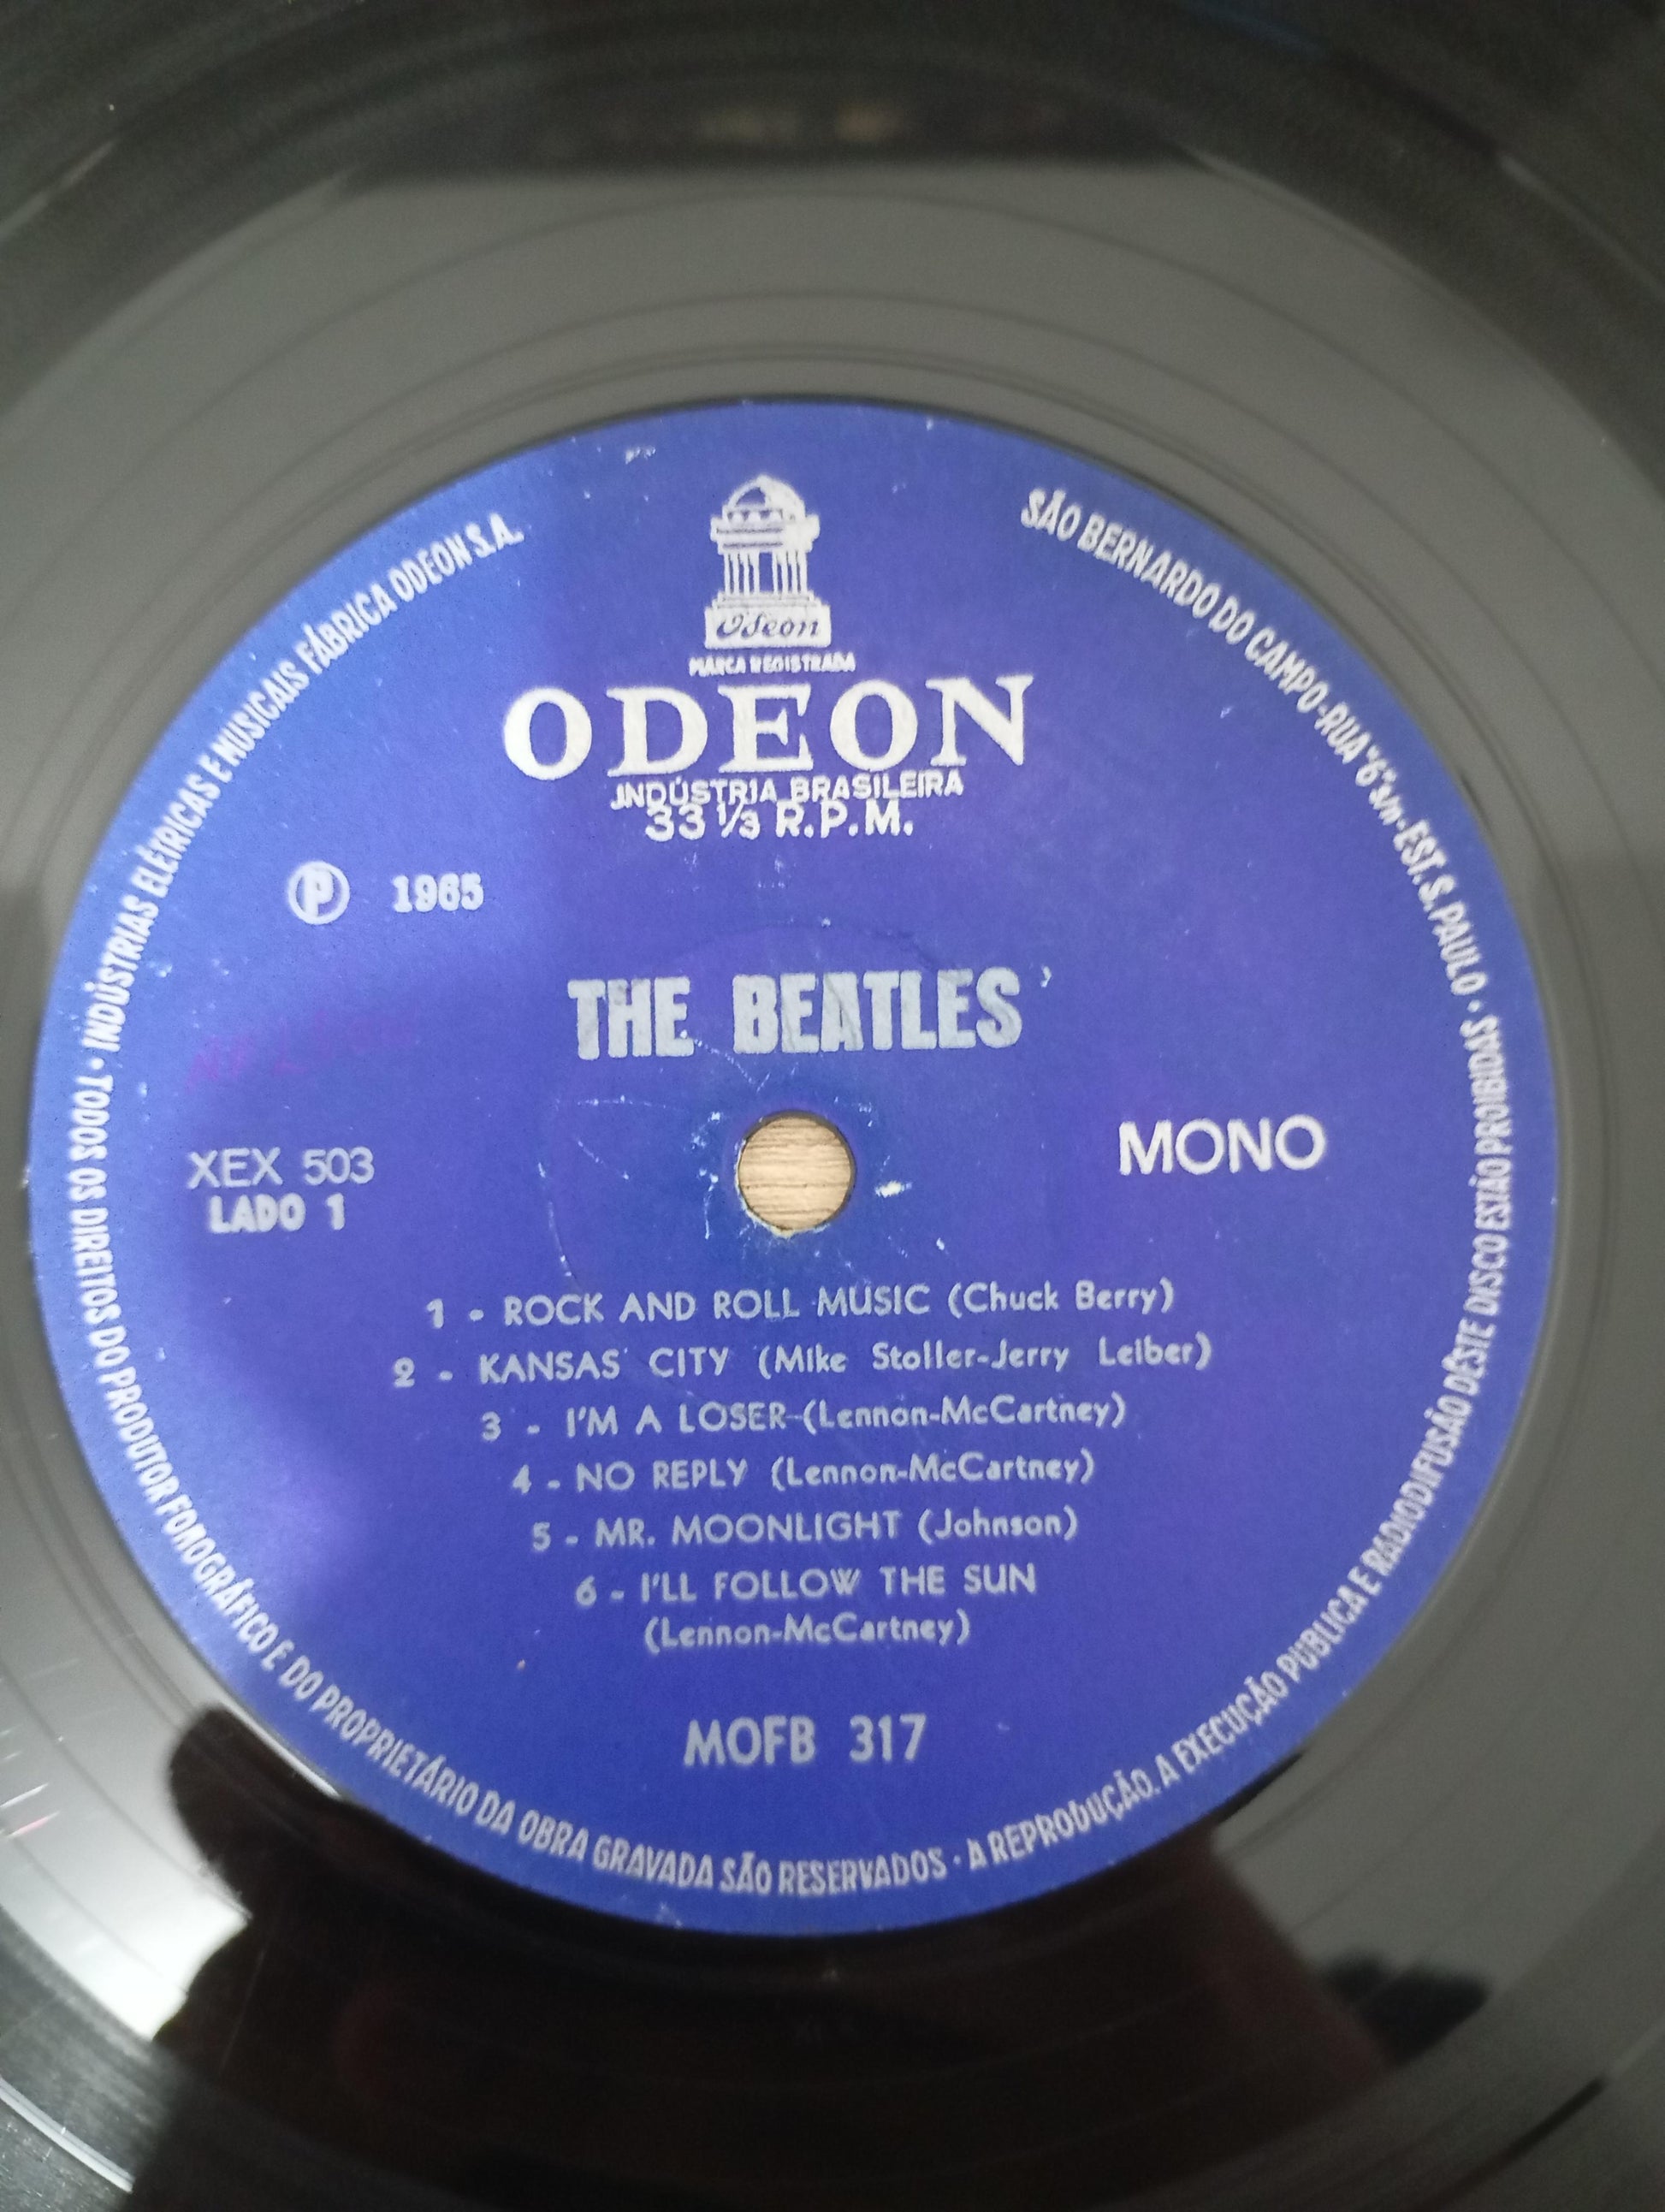 Odeon
MARCA REGISTRADA
ODEON
INDÚSTRIA BRASILEIRA
33 1/3 R.P.M.
Ⓟ 1965
THE BEATLES
XEX 503
LADO 1
MONO
1 - ROCK AND ROLL MUSIC (Chuck Berry)
2 - KANSAS CITY (Mike Stoller-Jerry Leiber)
3 - I'M A LOSER-(Lennon-McCartney)
4 - NO REPLY (Lennon-McCartney)
5 - MR. MOONLIGHT (Johnson)
6 - I'LL FOLLOW THE SUN
(Lennon-McCartney)
MOFB 317
INDÚSTRIAS ELÉTRICAS E MUSICAIS FÁBRICA ODEON S.A.
SÃO BERNARDO DO CAMPO-RUA "6" s/n-EST. S. PAULO •
TODOS OS DIREITOS DO PRODUTOR FONOGRÁFICO E DO PROPRIETÁRIO DA OBRA GRAVADA SÃO RESERVADOS • A REPRODUÇÃO. A EXECUÇÃO PUBLICA E RADIODIFUSÃO DÊSTE DISCO ESTÃO PROIBIDAS •